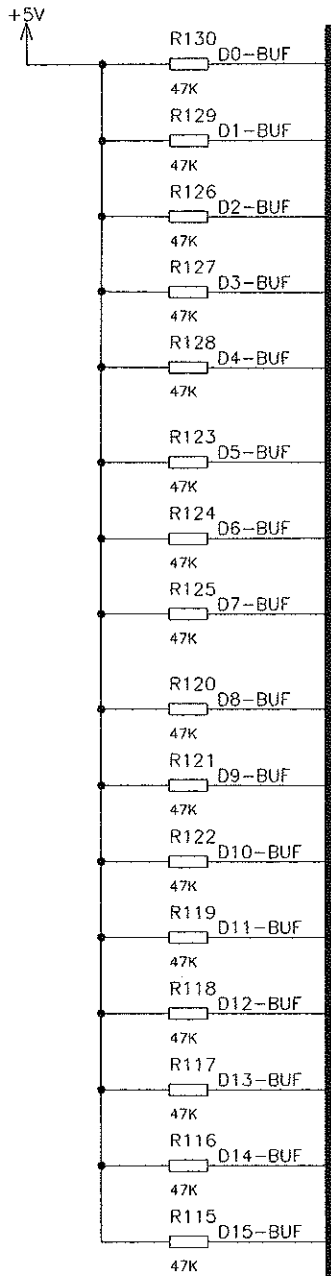 +5V
R130 D0-BUF
47K
R129 D1-BUF
47K
R126 D2-BUF
47K
R127 D3-BUF
47K
R128 D4-BUF
47K
R123 D5-BUF
47K
R124 D6-BUF
47K
R125 D7-BUF
47K
R120 D8-BUF
47K
R121 D9-BUF
47K
R122 D10-BUF
47K
R119 D11-BUF
47K
R118 D12-BUF
47K
R117 D13-BUF
47K
R116 D14-BUF
47K
R115 D15-BUF
47K